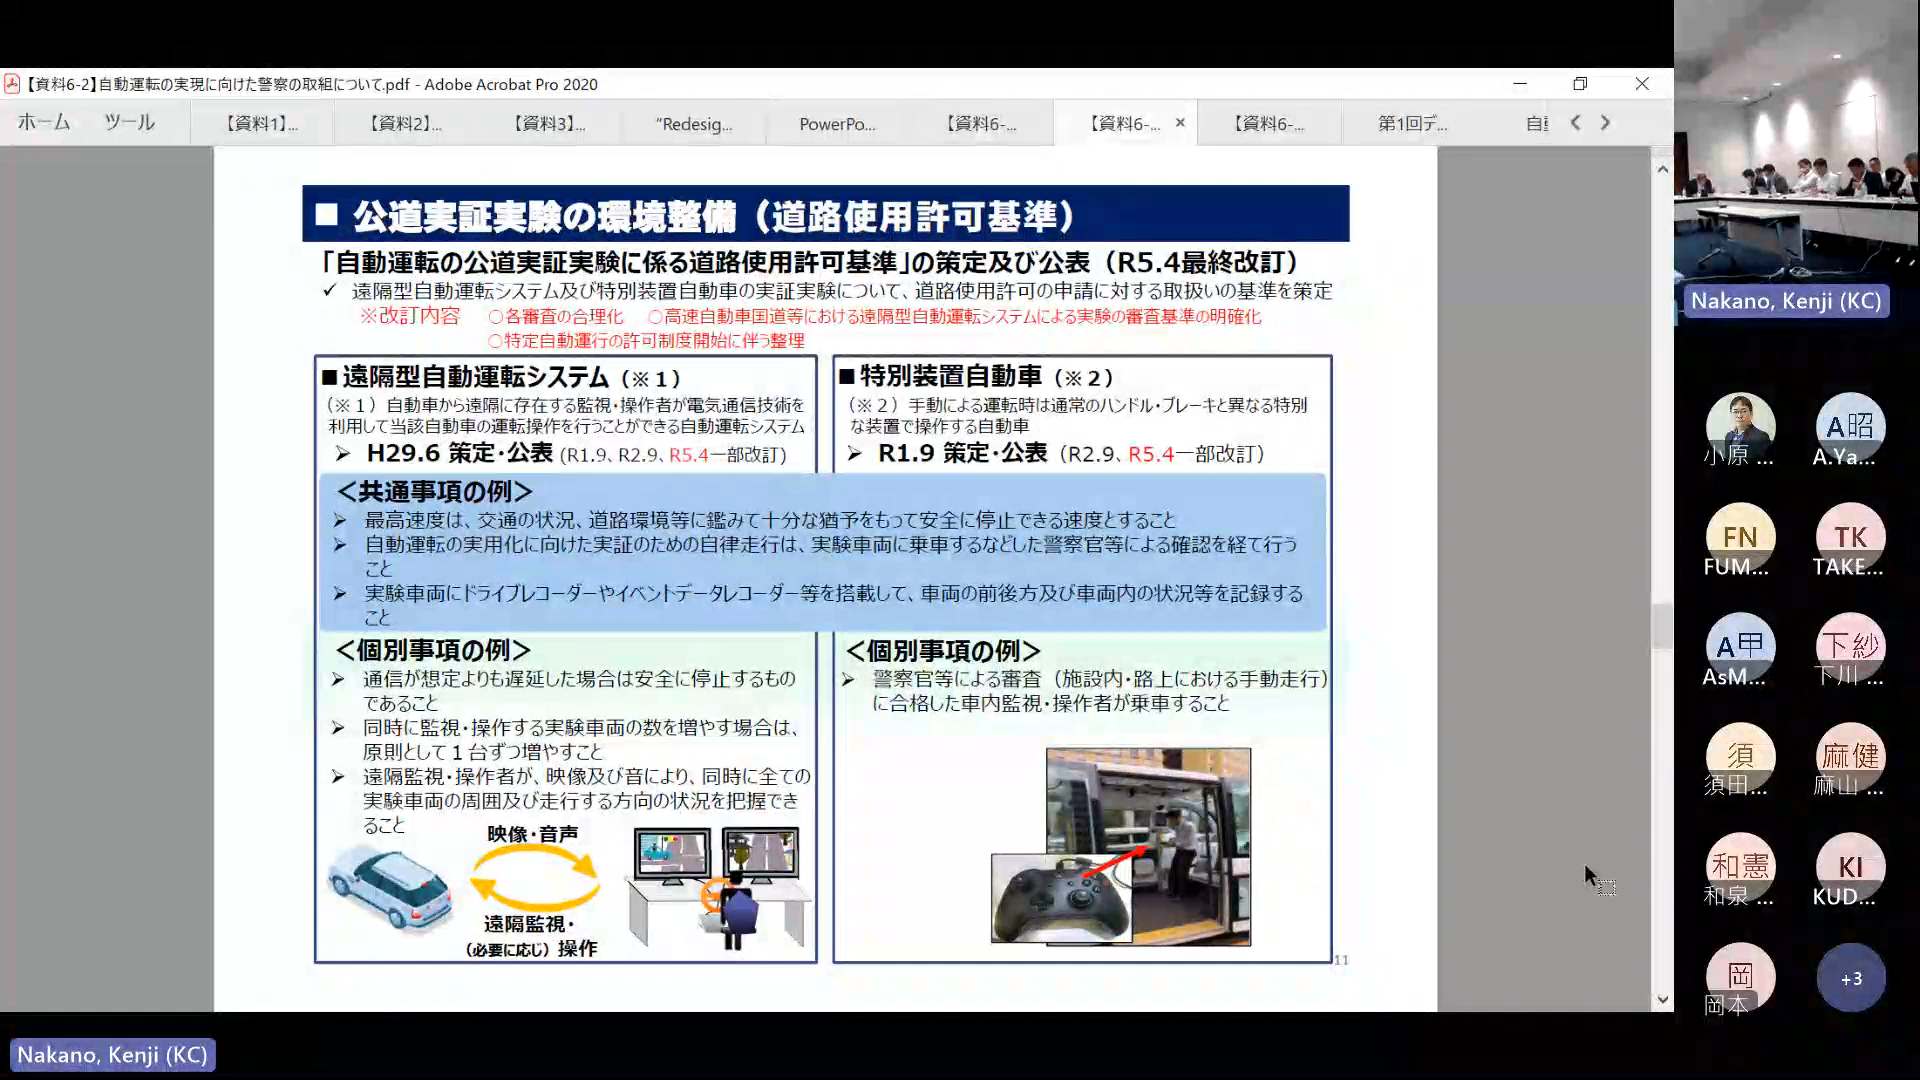 【資料6-2】自動運転の実現に向けた警察の取組について.pdf - Adobe Acrobat Pro 2020
ホーム ツール 【資料1】... 【資料2】... 【資料3】... "Redesig... PowerPo... 【資料6-... 【資料6-... × 【資料6-... 第1回デ...
■ 公道実証実験の環境整備（道路使用許可基準）
「自動運転の公道実証実験に係る道路使用許可基準」の策定及び公表（R5.4最終改訂）
✓ 遠隔型自動運転システム及び特別装置自動車の実証実験について、道路使用許可の申請に対する取扱いの基準を策定
※改訂内容 ○各審査の合理化 ○高速自動車国道等における遠隔型自動運転システムによる実験の審査基準の明確化
○特定自動運行の許可制度開始に伴う整理
■遠隔型自動運転システム（※１）
（※１）自動車から遠隔に存在する監視・操作者が電気通信技術を
利用して当該自動車の運転操作を行うことができる自動運転システム
➢ H29.6 策定・公表 (R1.9、R2.9、R5.4一部改訂)
■特別装置自動車（※２）
（※２）手動による運転時は通常のハンドル・ブレーキと異なる特別
な装置で操作する自動車
➢ R1.9 策定・公表（R2.9、R5.4一部改訂）
＜共通事項の例＞
➢ 最高速度は、交通の状況、道路環境等に鑑みて十分な猶予をもって安全に停止できる速度とすること
➢ 自動運転の実用化に向けた実証のための自律走行は、実験車両に乗車するなどした警察官等による確認を経て行う
こと
➢ 実験車両にドライブレコーダーやイベントデータレコーダー等を搭載して、車両の前後方及び車両内の状況等を記録する
こと
＜個別事項の例＞
➢ 通信が想定よりも遅延した場合は安全に停止するもの
であること
➢ 同時に監視・操作する実験車両の数を増やす場合は、
原則として１台ずつ増やすこと
➢ 遠隔監視・操作者が、映像及び音により、同時に全ての
実験車両の周囲及び走行する方向の状況を把握でき
ること
映像・音声
遠隔監視・
（必要に応じ）操作
＜個別事項の例＞
➢ 警察官等による審査（施設内・路上における手動走行）
に合格した車内監視・操作者が乗車すること
11
Nakano, Kenji (KC)
小原 ...
A昭
A.Ya...
FN
FUM...
TK
TAKE...
A甲
AsM...
下紗
下川 ...
須
須田...
麻健
麻山 ...
和憲
和泉 ...
KI
KUD...
岡
岡本
+3
Nakano, Kenji (KC)